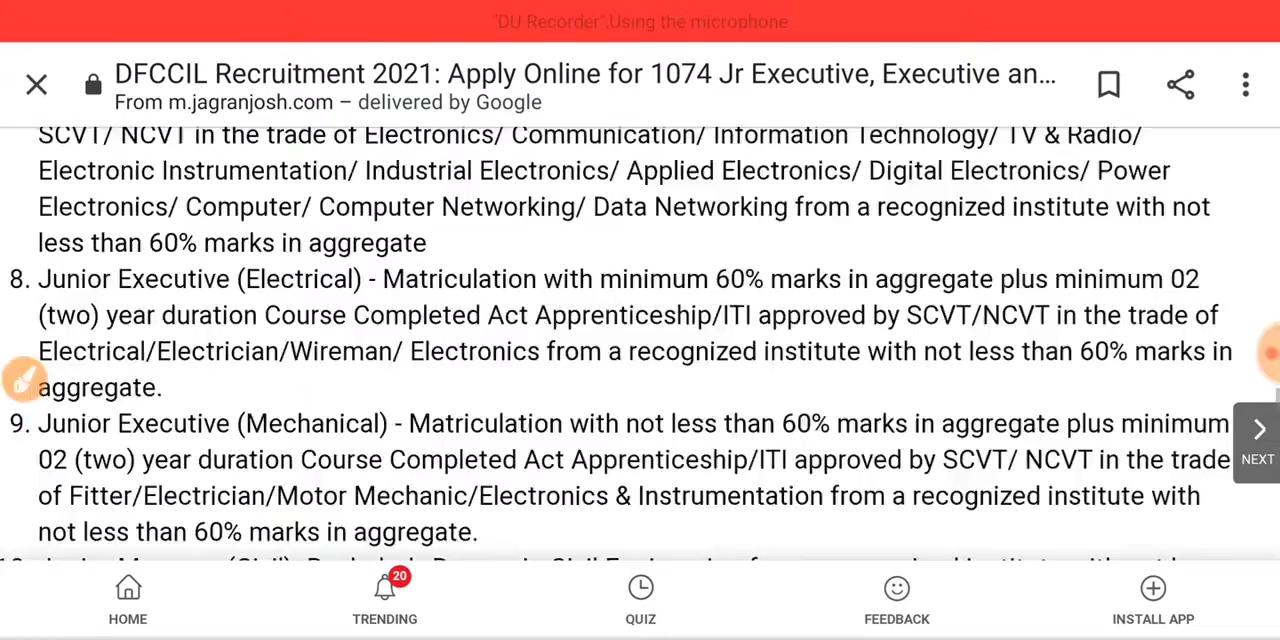 "DU Recorder".Using the microphone
DFCCIL Recruitment 2021: Apply Online for 1074 Jr Executive, Executive an...
From m.jagranjosh.com – delivered by Google
SCVT/ NCVT in the trade of Electronics/ Communication/ Information Technology/ TV & Radio/
Electronic Instrumentation/ Industrial Electronics/ Applied Electronics/ Digital Electronics/ Power
Electronics/ Computer/ Computer Networking/ Data Networking from a recognized institute with not
less than 60% marks in aggregate
8. Junior Executive (Electrical) - Matriculation with minimum 60% marks in aggregate plus minimum 02
(two) year duration Course Completed Act Apprenticeship/ITI approved by SCVT/NCVT in the trade of
Electrical/Electrician/Wireman/ Electronics from a recognized institute with not less than 60% marks in
aggregate.
9. Junior Executive (Mechanical) - Matriculation with not less than 60% marks in aggregate plus minimum
02 (two) year duration Course Completed Act Apprenticeship/ITI approved by SCVT/ NCVT in the trade
of Fitter/Electrician/Motor Mechanic/Electronics & Instrumentation from a recognized institute with
not less than 60% marks in aggregate.
NEXT
20
HOME TRENDING QUIZ FEEDBACK INSTALL APP